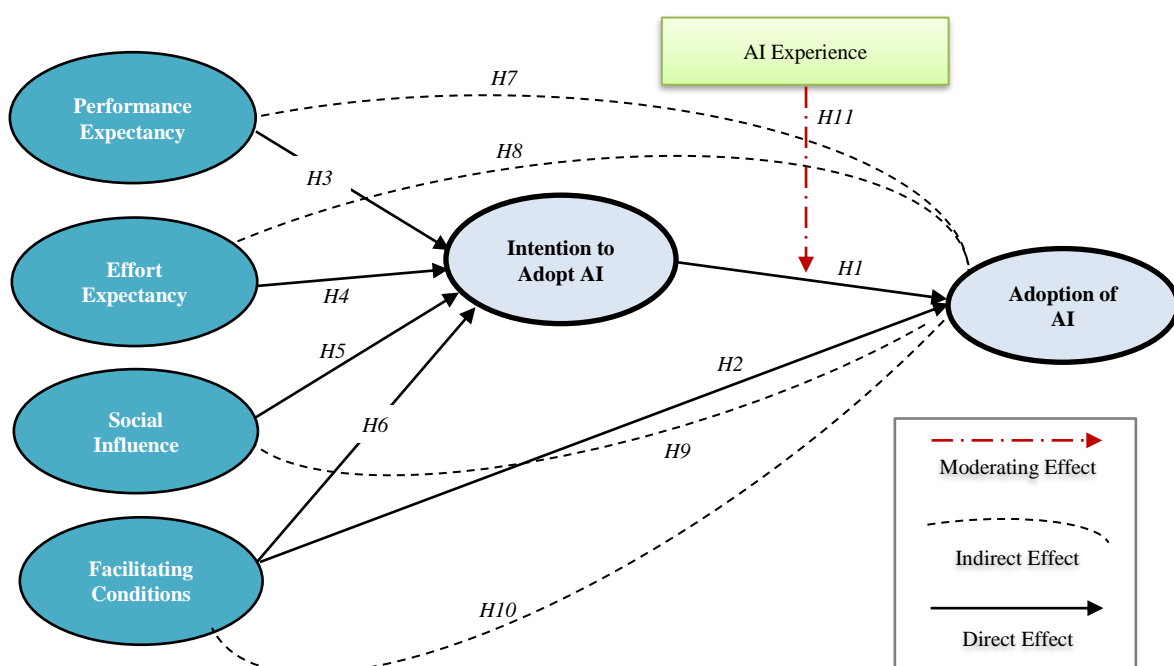 AI Experience
H7
Performance
Expectancy
H11
H8
H3
Intention to
Adopt AI
Effort
Expectancy
H1
H4
Adoption of
AI
H5
H2
Social
Influence
H6
H9
Moderating Effect
Indirect Effect
Facilitating
Conditions
H10
Direct Effect